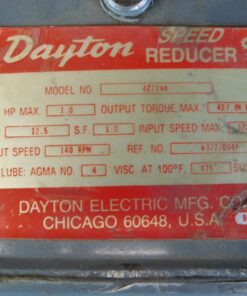 Dayton SPEED
REDUCER
MODEL NO.
HP MAX. 1.0 OUTPUT TORQUE, MAX. 427 IN
12.5 S.F. 1.0 INPUT SPEED MAX.
UT SPEED 140 RPM REF. NO.
LUBE: AGMA NO. 4 VISC. AT 100°F.
DAYTON ELECTRIC MFG. CO
CHICAGO 60648, U.S.A.